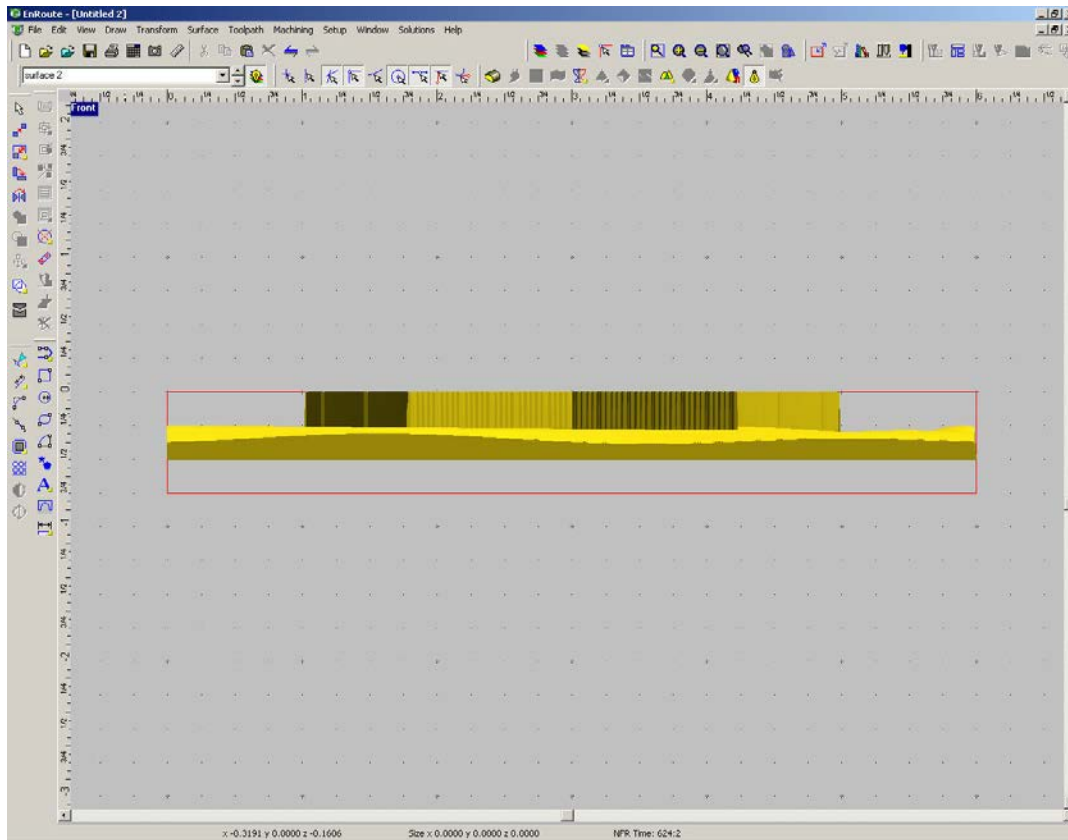 EnRoute - [Untitled 2]
File Edit View Draw Transform Surface Toolpath Machining Setup Window Solutions Help
surface 2
Front
x -0.3191 y 0.0000 z -0.1606 Size x 0.0000 y 0.0000 z 0.0000 NFR Time: 624:2